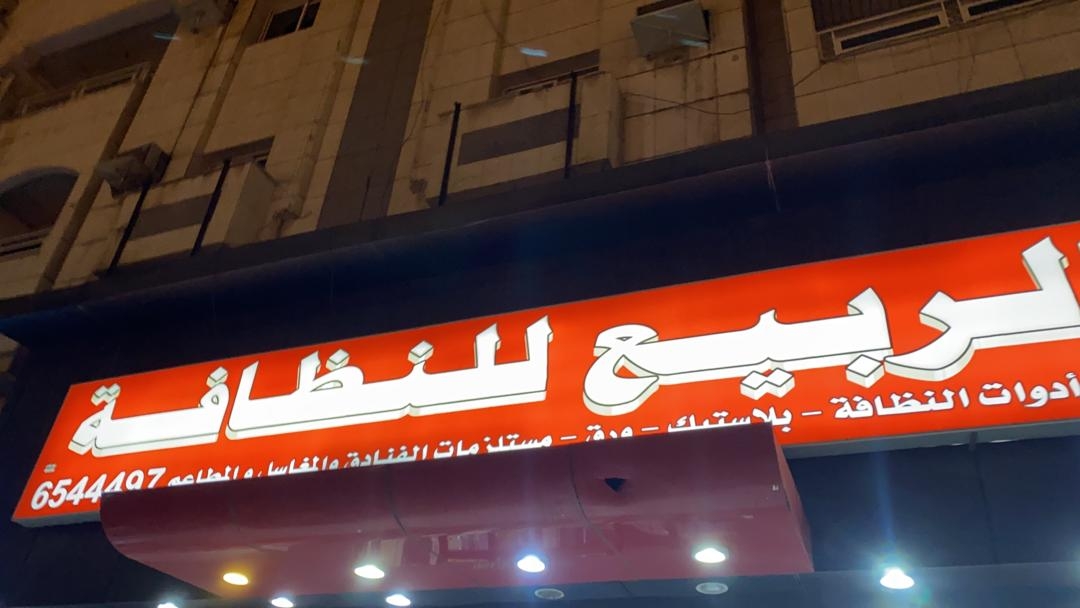 الربيع للنظافة
أدوات النظافة - بلاستيك - ورق - مستلزمات الفنادق والمغاسل والمطاعم 6544497